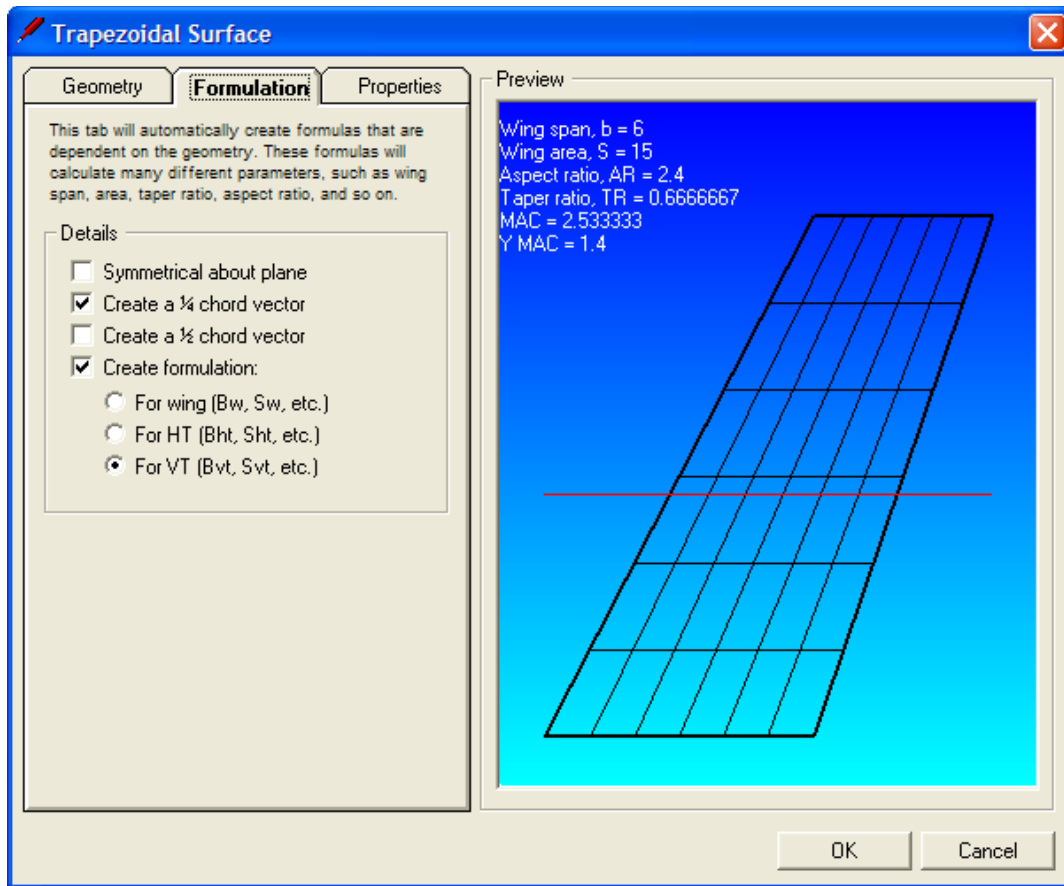 Trapezoidal Surface
Geometry
Formulation
Properties
This tab will automatically create formulas that are
dependent on the geometry. These formulas will
calculate many different parameters, such as wing
span, area, taper ratio, aspect ratio, and so on.
Details
Symmetrical about plane
Create a ¼ chord vector
Create a ½ chord vector
Create formulation:
For wing (Bw, Sw, etc.)
For HT (Bht, Sht, etc.)
For VT (Bvt, Svt, etc.)
Preview
Wing span, b = 6
Wing area, S = 15
Aspect ratio, AR = 2.4
Taper ratio, TR = 0.6666667
MAC = 2.533333
Y MAC = 1.4
OK
Cancel